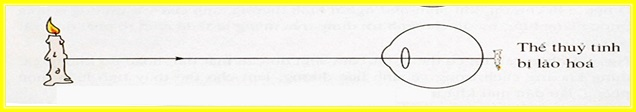 Thể thuỷ tinh
bị lão hoá